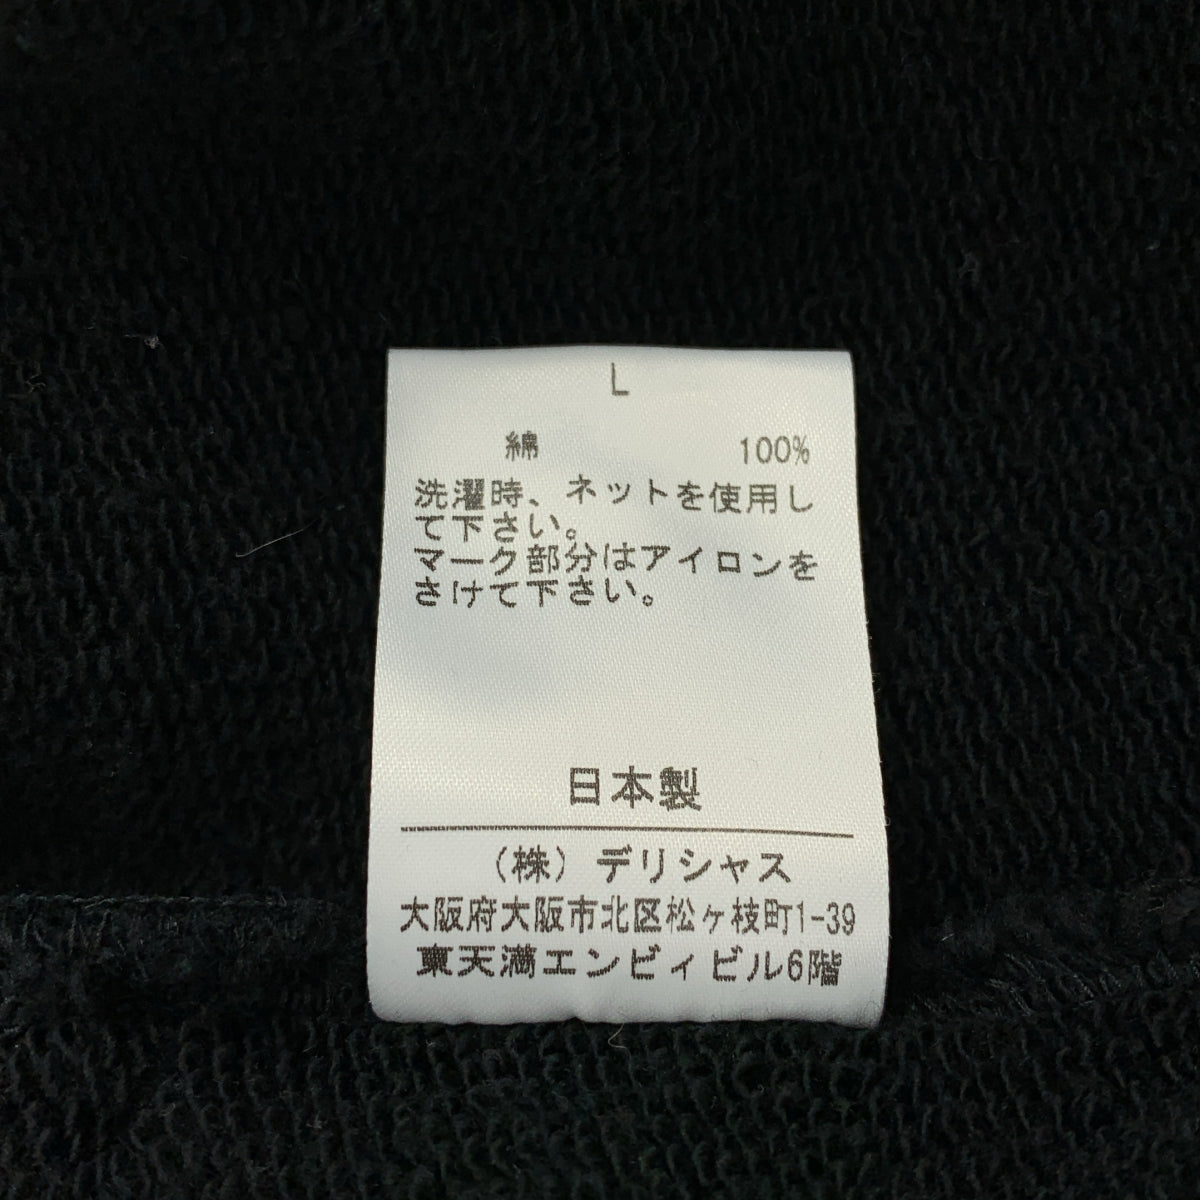 L
綿 100%
洗濯時、ネットを使用し
て下さい。
マーク部分はアイロンを
さけて下さい。
日本製
（株）デリシャス
大阪府大阪市北区松ヶ枝町1-39
東天満エンビィビル6階